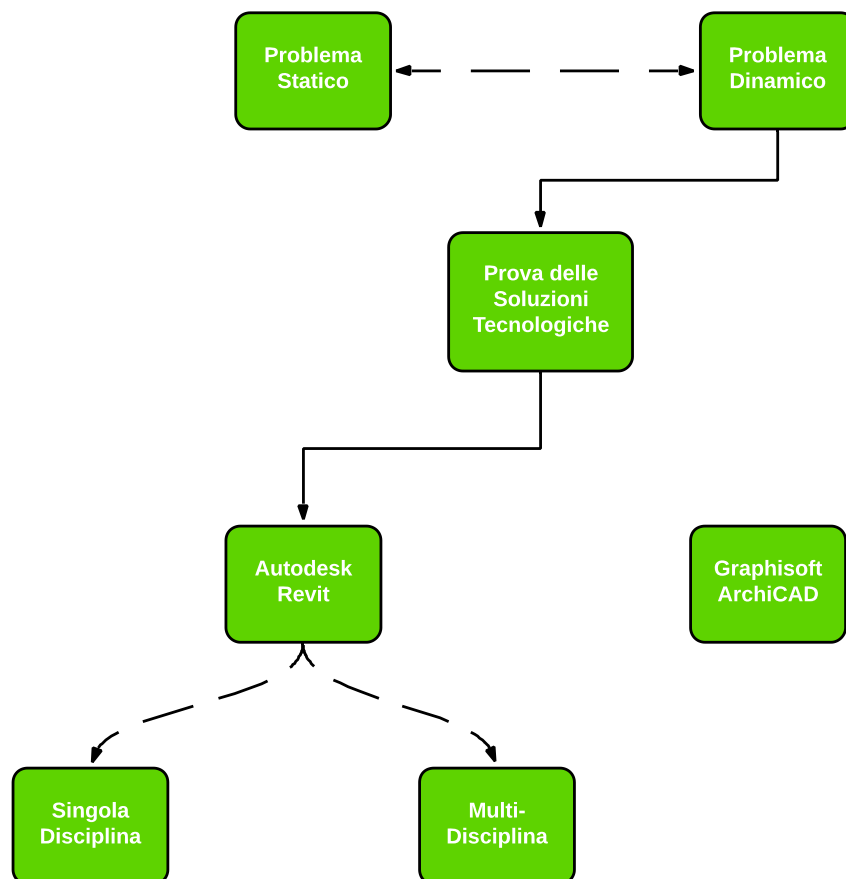 Problema
Statico
Problema
Dinamico
Prova delle
Soluzioni
Tecnologiche
Autodesk
Revit
Graphisoft
ArchiCAD
Singola
Disciplina
Multi-
Disciplina